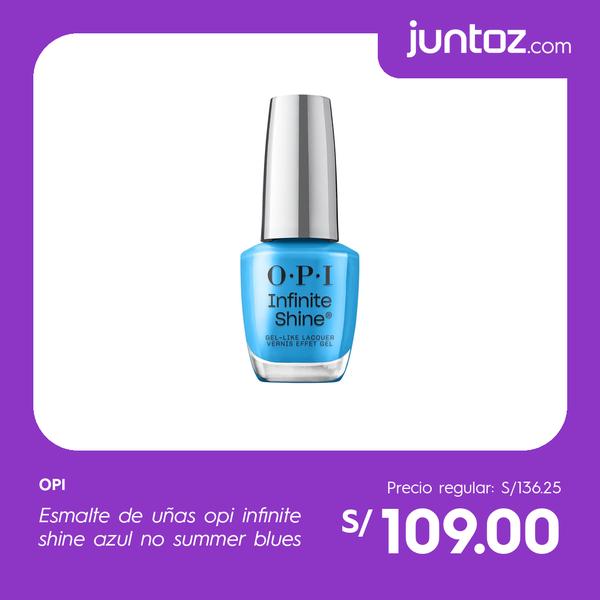 juntoz.com
O·P·I
Infinite
Shine®
GEL-LIKE LACQUER
VERNIS EFFET GEL
OPI
Esmalte de uñas opi infinite
shine azul no summer blues
Precio regular: S/136.25
S/109.00